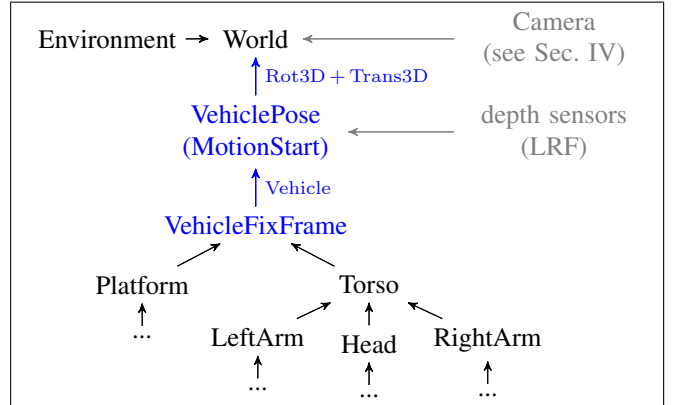 Environment World Camera
(see Sec. IV)
Rot3D + Trans3D
VehiclePose depth sensors
(MotionStart) (LRF)
Vehicle
VehicleFixFrame
Platform Torso
... LeftArm Head RightArm
... ... ...